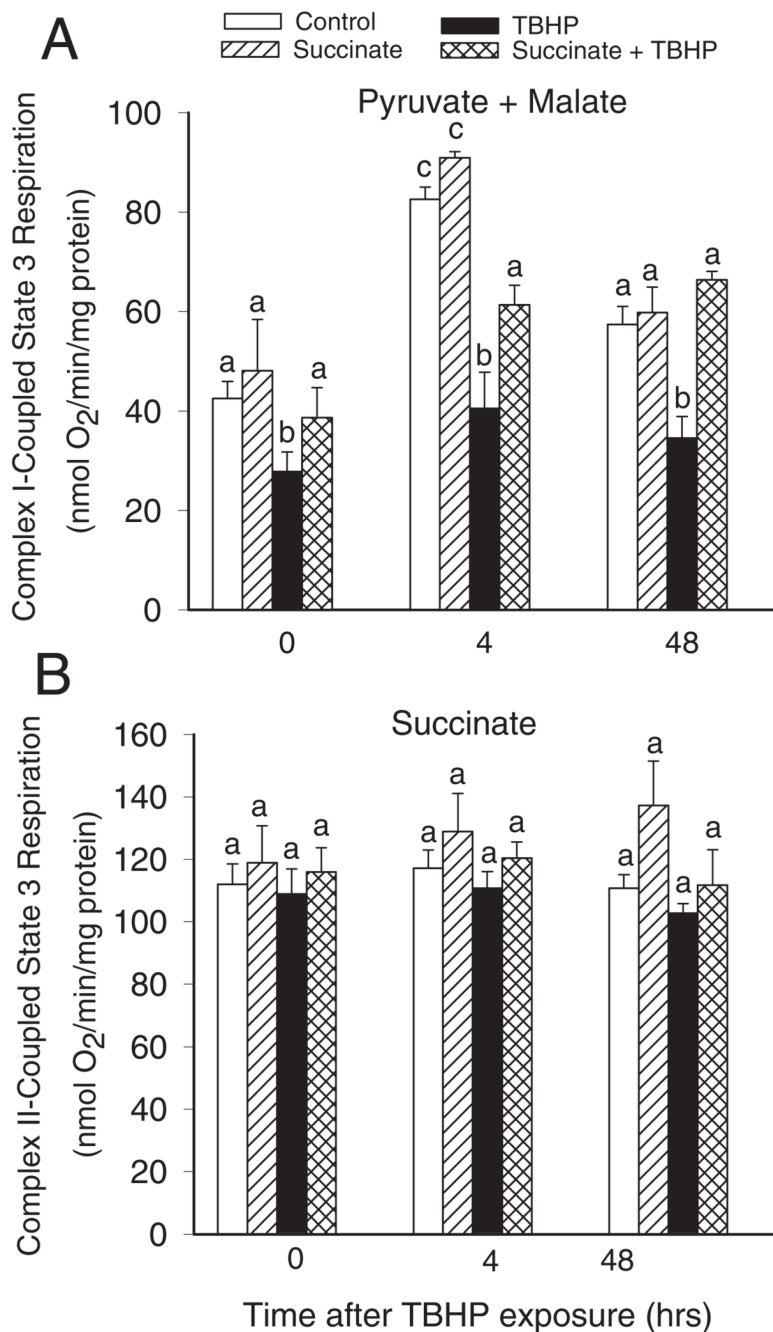 A
Control
TBHP
Succinate
Succinate + TBHP
Pyruvate + Malate
Complex I-Coupled State 3 Respiration
(nmol O2/min/mg protein)
100
80
60
40
20
0
a
a
b
a
c
c
b
a
a
a
b
a
0
4
48
B
Succinate
Complex II-Coupled State 3 Respiration
(nmol O2/min/mg protein)
160
140
120
100
80
60
40
20
0
a
a
a
a
a
a
a
a
a
a
a
a
0
4
48
Time after TBHP exposure (hrs)